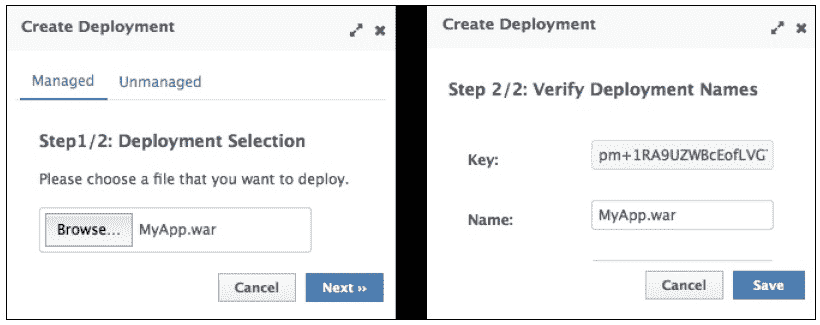 Create Deployment
Managed Unmanaged
Step1/2: Deployment Selection
Please choose a file that you want to deploy.
Browse... MyApp.war
Cancel Next »
Create Deployment
Step 2/2: Verify Deployment Names
Key: pm+1RA9UZWBcEofLVG
Name: MyApp.war
Cancel Save